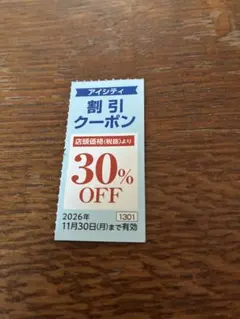 アイシティ
割引
クーポン
店頭価格(税抜)より
30%
OFF
2026年 1301
11月30日(月)まで有効